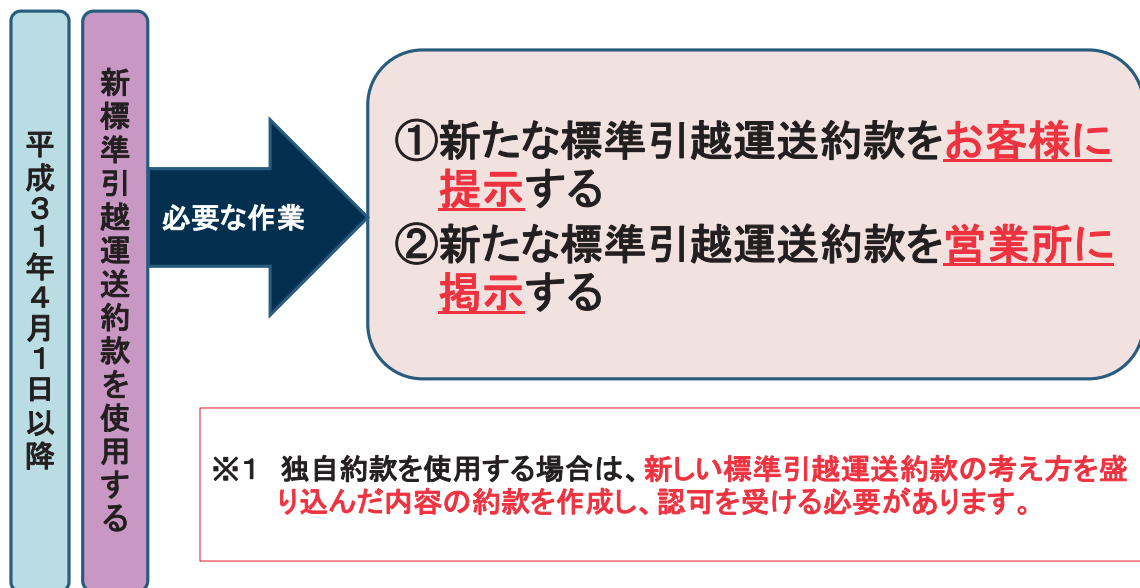 平成31年4月1日以降
新標準引越運送約款を使用する
必要な作業
①新たな標準引越運送約款をお客様に
提示する
②新たな標準引越運送約款を営業所に
掲示する
※1 独自約款を使用する場合は、新しい標準引越運送約款の考え方を盛
り込んだ内容の約款を作成し、認可を受ける必要があります。